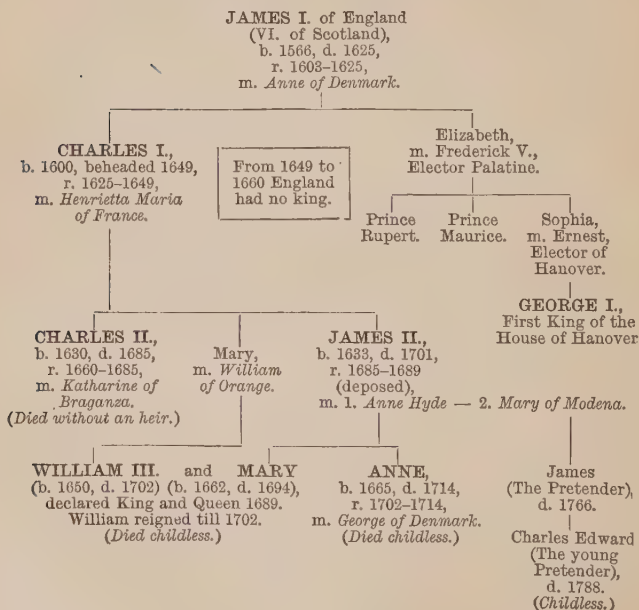 JAMES I. of England
(VI. of Scotland),
b. 1566, d. 1625,
r. 1603–1625,
m. Anne of Denmark.
CHARLES I.,
b. 1600, beheaded 1649,
r. 1625–1649,
m. Henrietta Maria
of France.
From 1649 to
1660 England
had no king.
Elizabeth,
m. Frederick V.,
Elector Palatine.
Prince
Rupert.
Prince
Maurice.
Sophia,
m. Ernest,
Elector of
Hanover.
GEORGE I.,
First King of the
House of Hanover
CHARLES II.,
b. 1630, d. 1685,
r. 1660–1685,
m. Katharine of
Braganza.
(Died without an heir.)
Mary,
m. William
of Orange.
JAMES II.,
b. 1633, d. 1701,
r. 1685–1689
(deposed),
m. 1. Anne Hyde — 2. Mary of Modena.
WILLIAM III. and MARY
(b. 1650, d. 1702) (b. 1662, d. 1694),
declared King and Queen 1689.
William reigned till 1702.
(Died childless.)
ANNE,
b. 1665, d. 1714,
r. 1702–1714,
m. George of Denmark.
(Died childless.)
James
(The Pretender),
d. 1766.
Charles Edward
(The young
Pretender),
d. 1788.
(Childless.)